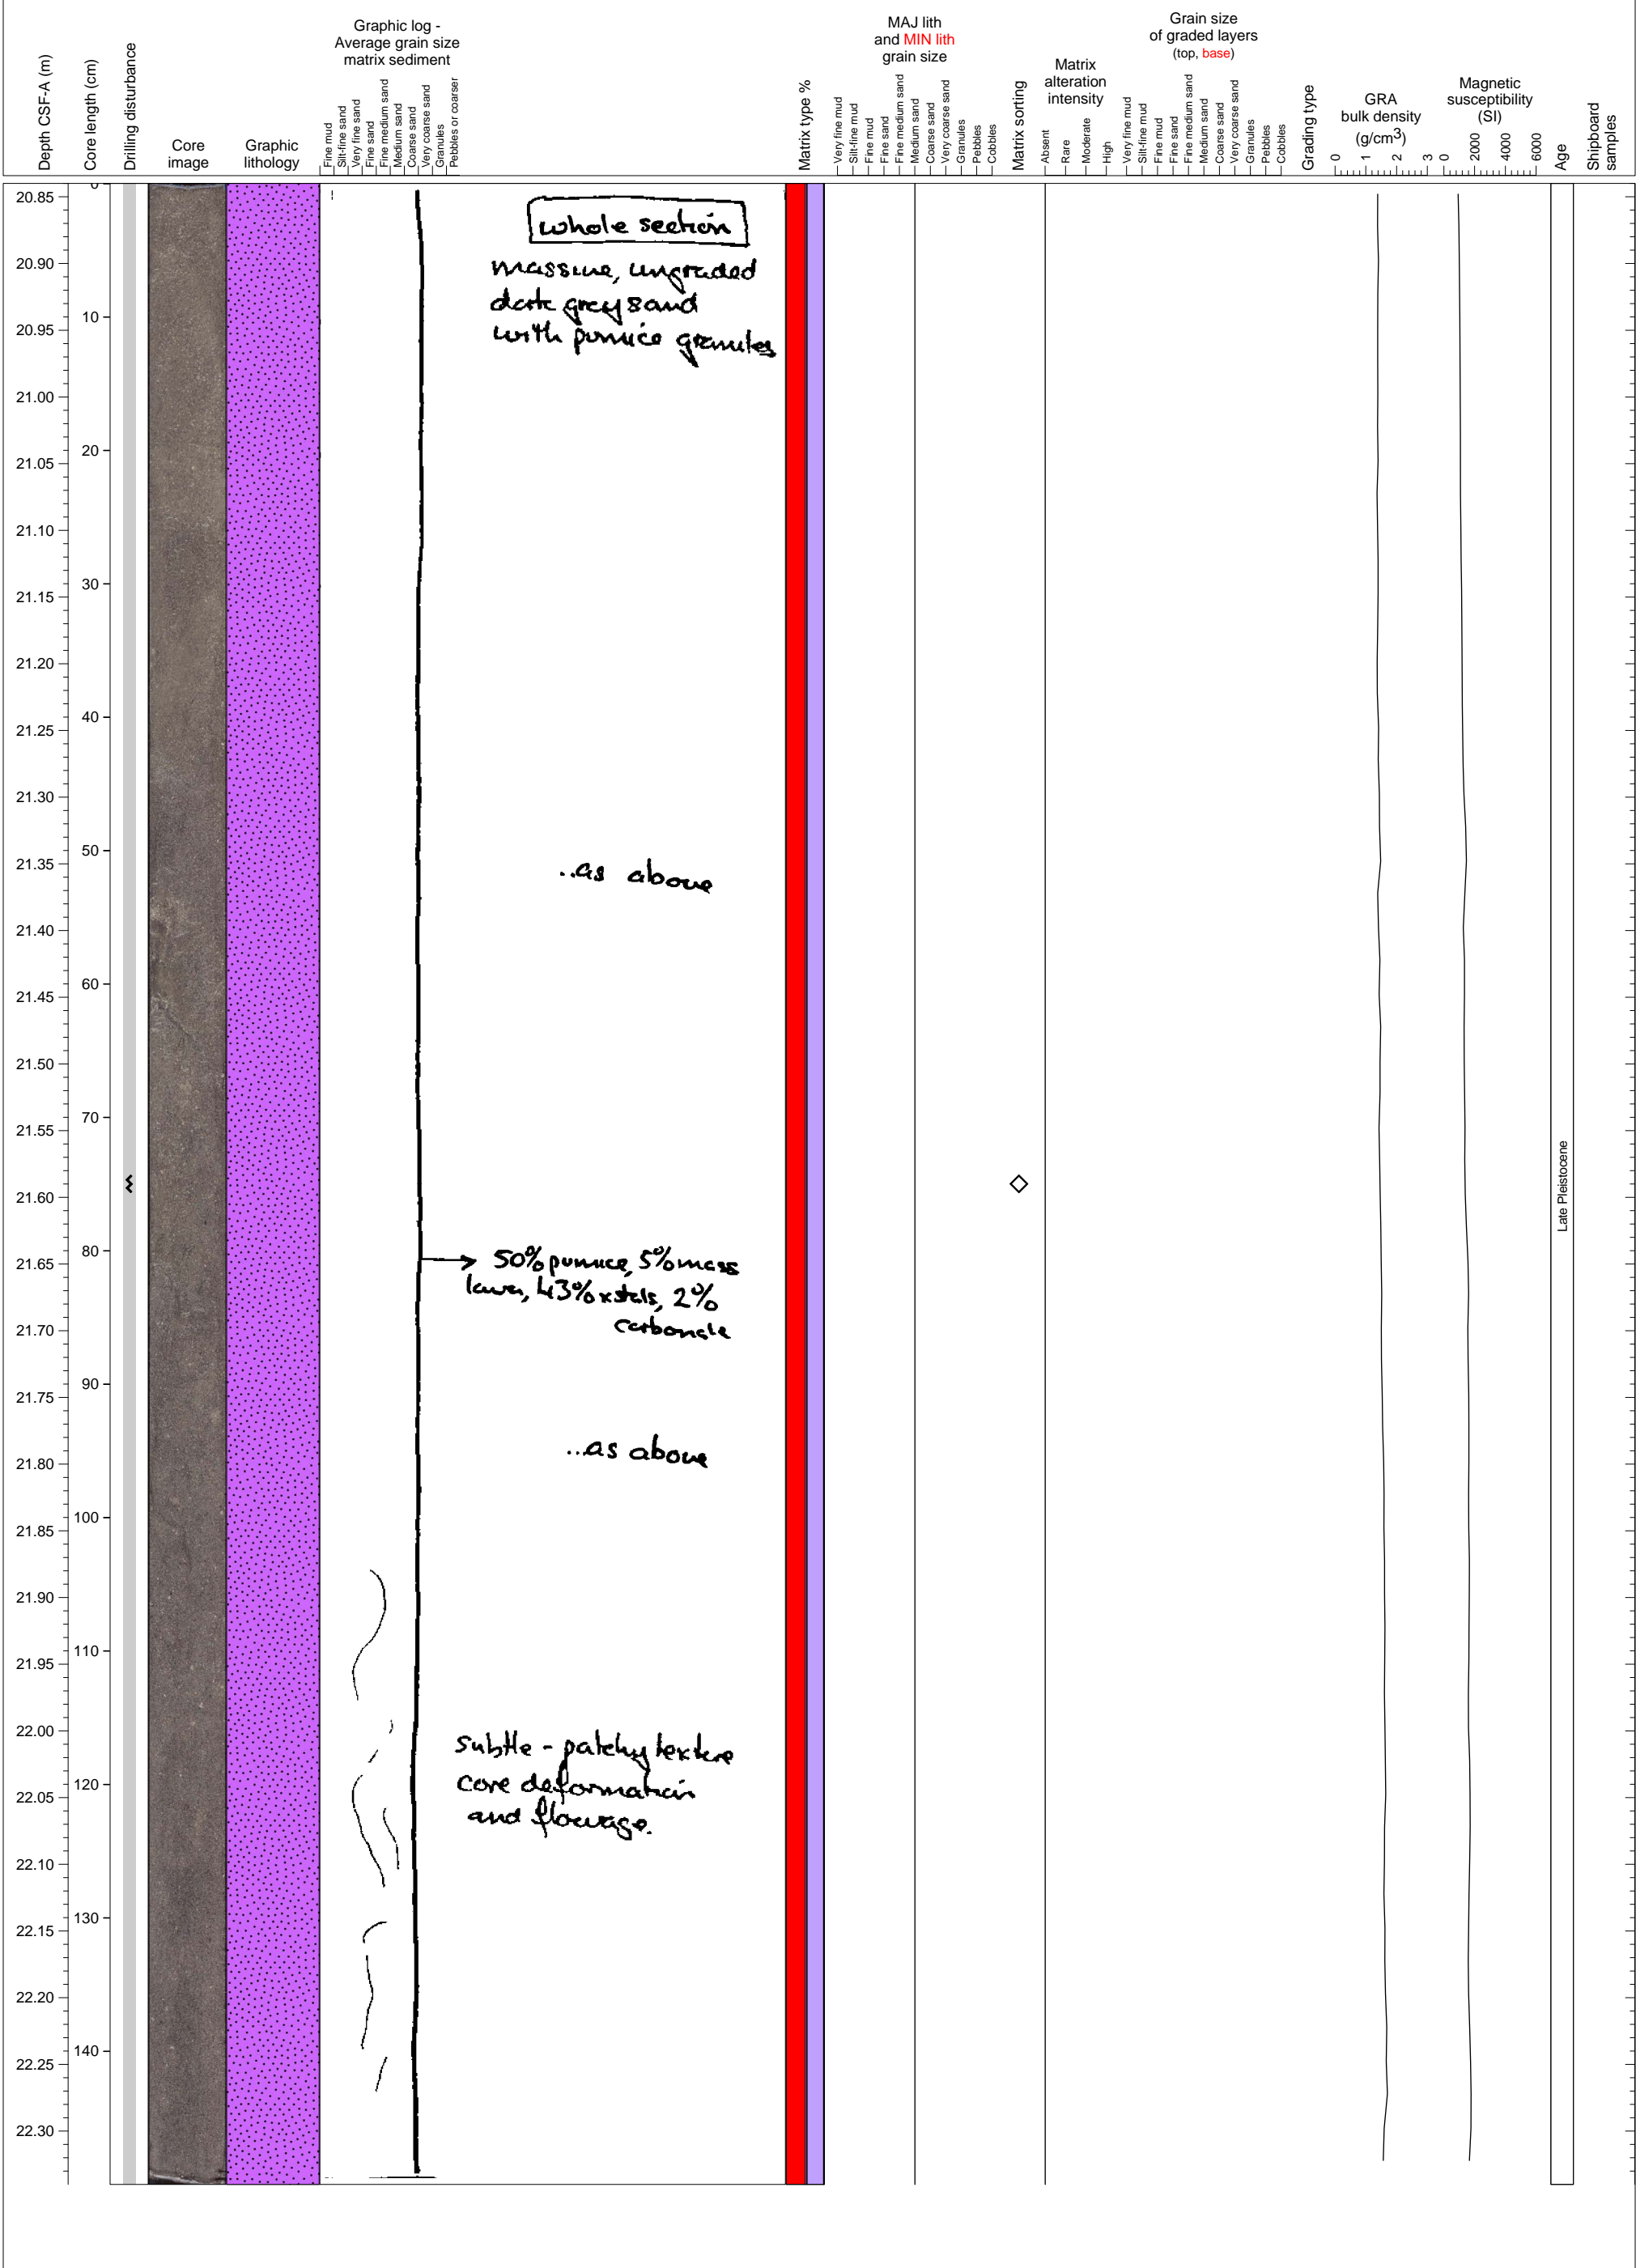 Depth CSF-A (m)
Core length (cm)
Drilling disturbance
Core
image
Graphic
lithology
Graphic log -
Average grain size
matrix sediment
Fine mud
Silt-fine sand
Very fine sand
Fine sand
Fine medium sand
Medium sand
Coarse sand
Very coarse sand
Granules
Pebbles or coarser
Matrix type %
MAJ lith
and MIN lith
grain size
Very fine mud
Silt-fine mud
Fine mud
Fine sand
Fine medium sand
Medium sand
Coarse sand
Very coarse sand
Granules
Pebbles
Cobbles
Matrix sorting
Matrix
alteration
intensity
Absent
Rare
Moderate
High
Grain size
of graded layers
(top, base)
Very fine mud
Silt-fine mud
Fine mud
Fine sand
Fine medium sand
Medium sand
Coarse sand
Very coarse sand
Granules
Pebbles
Cobbles
Grading type
GRA
bulk density
(g/cm3)
0 1 2 3
Magnetic
susceptibility
(SI)
0 2000 4000 6000
Age
Shipboard
samples
0
20.85
20.90
10
20.95
21.00
20
21.05
21.10
30
21.15
21.20
40
21.25
21.30
50
21.35
21.40
60
21.45
21.50
70
21.55
21.60
80
21.65
21.70
90
21.75
21.80
100
21.85
21.90
110
21.95
22.00
120
22.05
22.10
130
22.15
22.20
140
22.25
22.30
whole section
massive, ungraded
dark grey sand
with pumice granules
..as above
50% pumice, 5% mass
lava, 43% xstals, 2%
carbonate
...as above
subtle - patchy texture
core deformation
and flowage.
Late Pleistocene